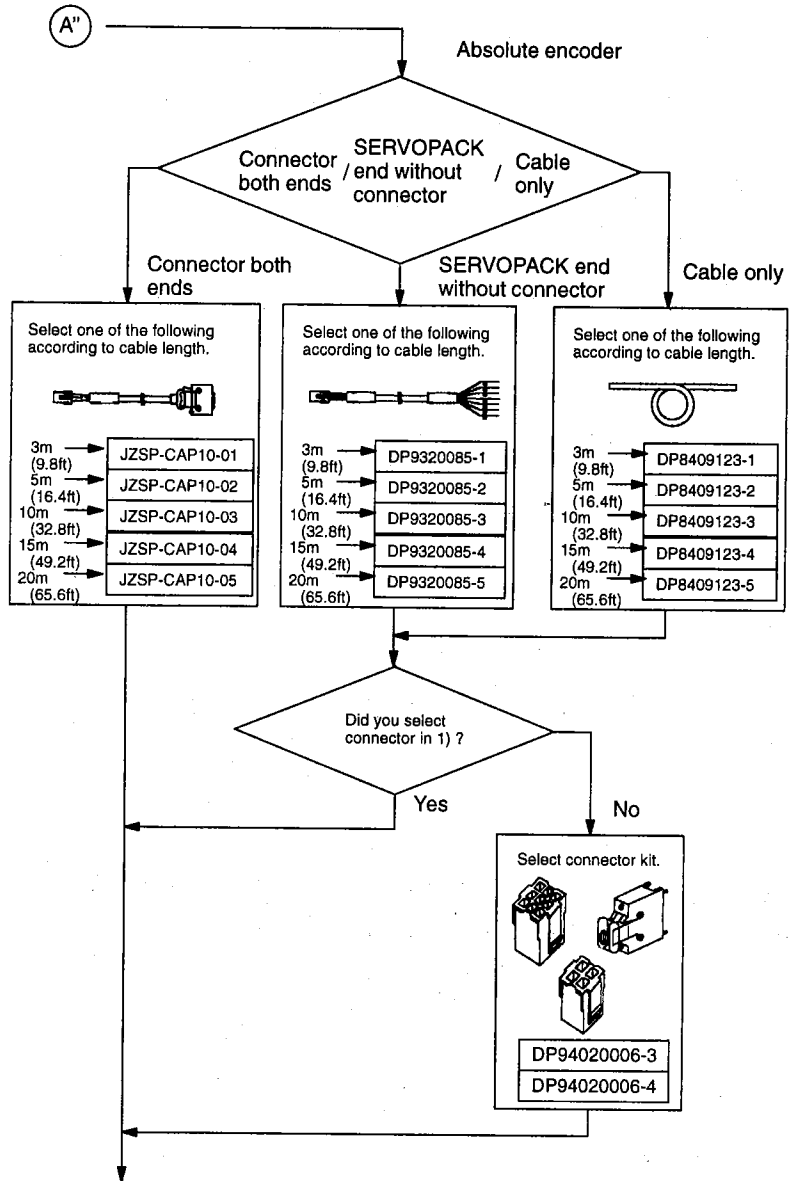 A"
Absolute encoder
Connector
both ends
/
SERVOPACK
end without
connector
/
Cable
only
Connector both
ends
SERVOPACK end
without connector
Cable only
Select one of the following
according to cable length.
3m
(9.8ft)
JZSP-CAP10-01
5m
(16.4ft)
JZSP-CAP10-02
10m
(32.8ft)
JZSP-CAP10-03
15m
(49.2ft)
JZSP-CAP10-04
20m
(65.6ft)
JZSP-CAP10-05
Select one of the following
according to cable length.
3m
(9.8ft)
DP9320085-1
5m
(16.4ft)
DP9320085-2
10m
(32.8ft)
DP9320085-3
15m
(49.2ft)
DP9320085-4
20m
(65.6ft)
DP9320085-5
Select one of the following
according to cable length.
3m
(9.8ft)
DP8409123-1
5m
(16.4ft)
DP8409123-2
10m
(32.8ft)
DP8409123-3
15m
(49.2ft)
DP8409123-4
20m
(65.6ft)
DP8409123-5
Did you select
connector in 1) ?
Yes
No
Select connector kit.
DP94020006-3
DP94020006-4